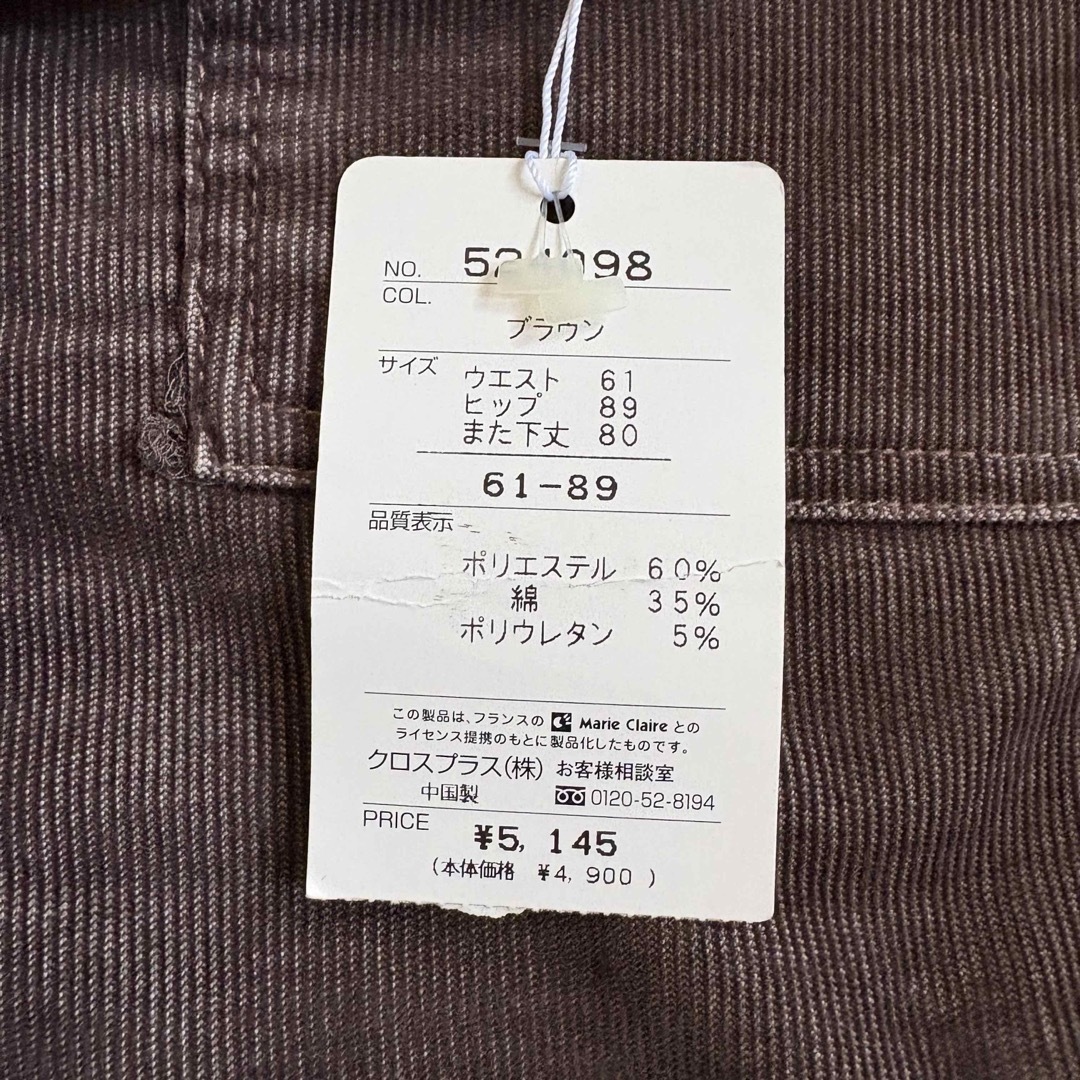 NO.
COL.
ブラウン
サイズ ウエスト 61
ヒップ 89
また下丈 80
61-89
品質表示
ポリエステル 60%
綿 35%
ポリウレタン 5%
この製品は、フランスの Marie Claire との
ライセンス提携のもとに製品化したものです。
クロスプラス(株) お客様相談室
中国製 0120-52-8194
PRICE ¥5,145
(本体価格 ¥4,900)